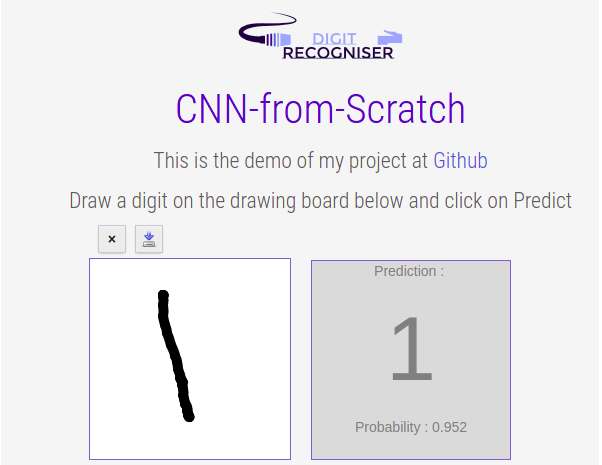 DIGIT
RECOGNISER
CNN-from-Scratch
This is the demo of my project at Github
Draw a digit on the drawing board below and click on Predict
×
Prediction :
1
Probability : 0.952